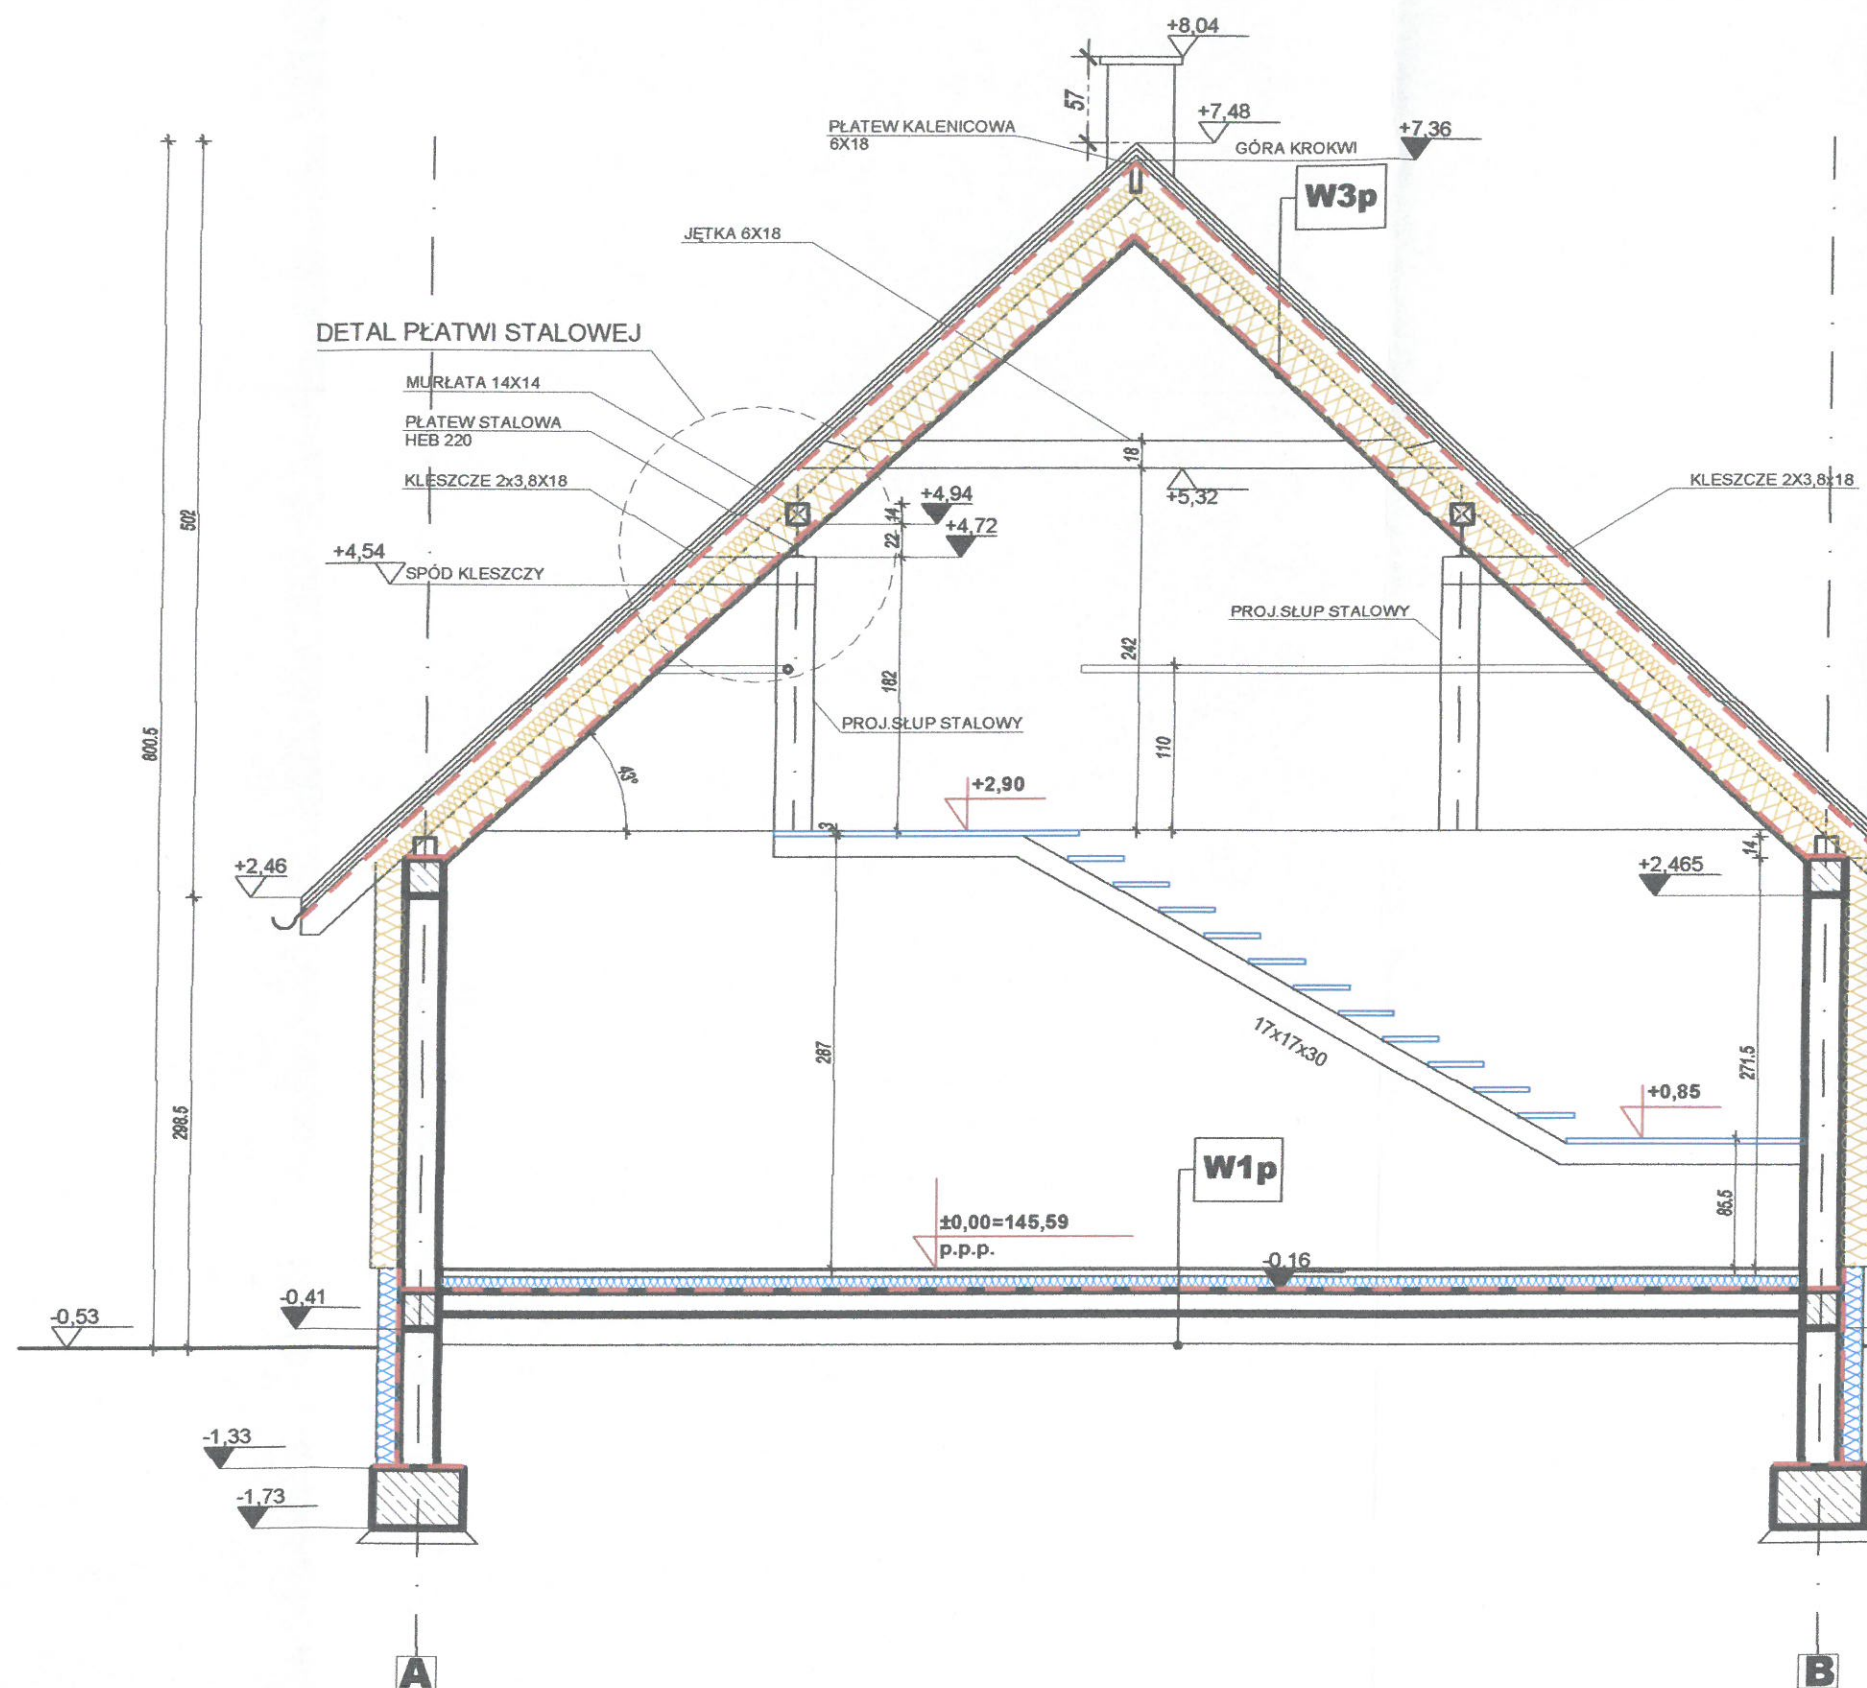 +8,04
57
+7,48
PŁATEW KALENICOWA
6X18
+7,36
GÓRA KROKWI
W3p
JĘTKA 6X18
DETAL PŁATWI STALOWEJ
MURŁATA 14X14
PŁATEW STALOWA
HEB 220
KLESZCZE 2x3,8X18
18
+5,32
KLESZCZE 2X3,8x18
+4,94
14
+4,72
22
502
+4,54
SPÓD KLESZCZY
PROJ.SŁUP STALOWY
242
182
PROJ.SŁUP STALOWY
110
800.5
43°
+2,90
3
14
+2,46
+2,465
17x17x30
287
271.5
+0,85
298.5
W1p
85.5
±0,00=145,59
p.p.p.
-0,16
-0,41
-0,53
-1,33
-1,73
A
B